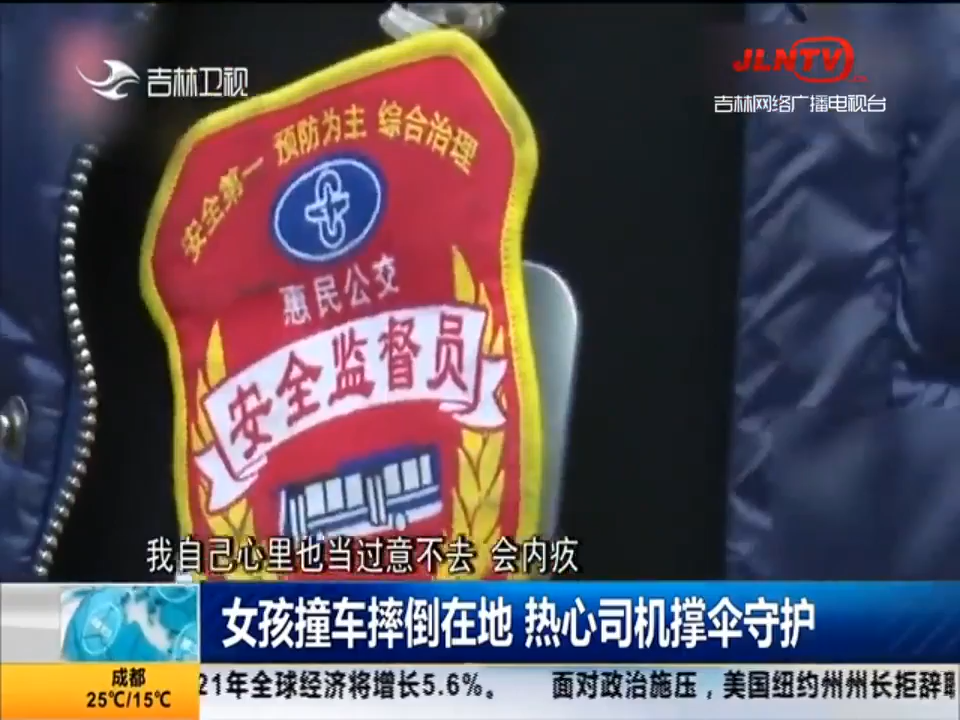 吉林卫视
JLNTV
吉林网络广播电视台
安全第一 预防为主 综合治理
惠民公交
安全监督员
我自己心里也当过意不去 会内疚
女孩撞车摔倒在地 热心司机撑伞守护
成都
25℃/15℃
21年全球经济将增长5.6%。 面对政治施压，美国纽约州州长拒辞